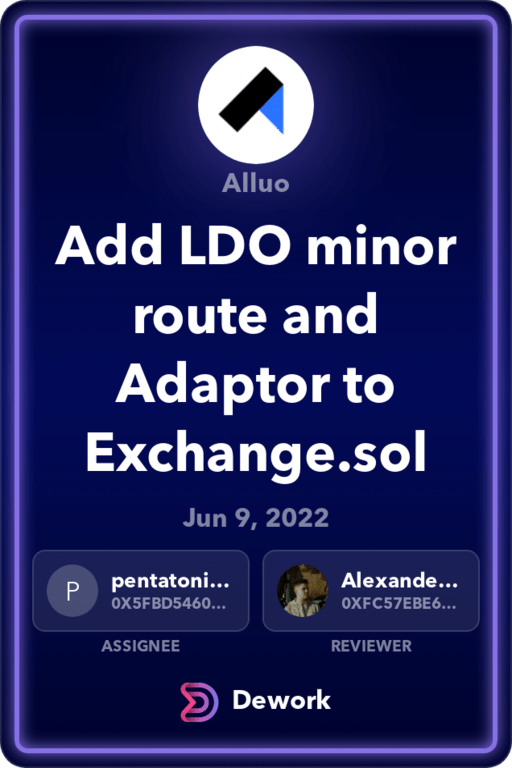 Alluo
Add LDO minor
route and
Adaptor to
Exchange.sol
Jun 9, 2022
P
pentatoni...
0X5FBD5460...
Alexande...
0XFC57EBE6...
ASSIGNEE
REVIEWER
Dework